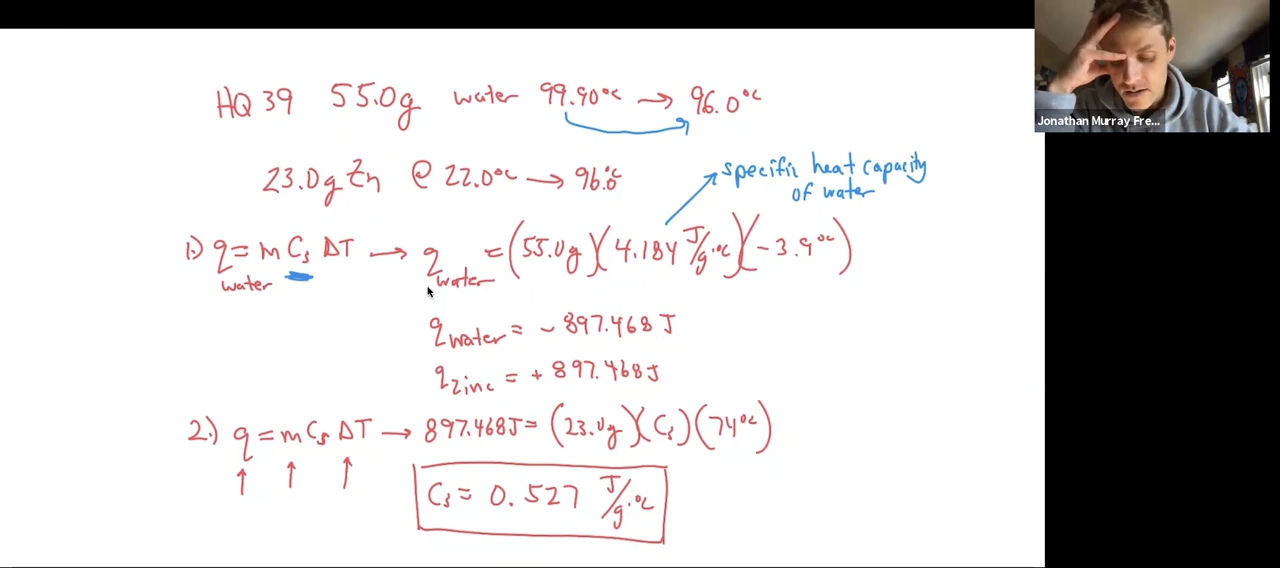 HQ 39 55.0g water 99.90°C → 96.0°C
23.0g Zn @ 22.0°C → 96.0°C
specific heat capacity
of water
1.) q = m Cs ΔT → q = (55.0g)(4.184 J/g·°C)(-3.9°C)
water water
q water = - 897.468 J
q zinc = + 897.468 J
2.) q = m Cs ΔT → 897.468J = (23.0g)(Cs)(74°C)
Cs = 0.527 J/g·°C
Jonathan Murray Fre...